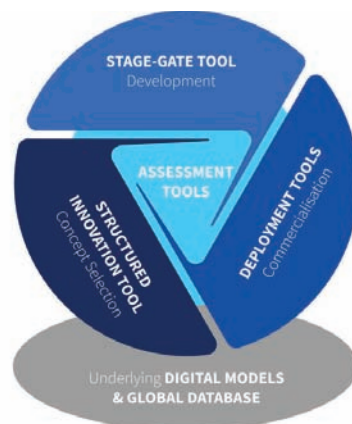 STAGE-GATE TOOL
Development
ASSESSMENT
TOOLS
DEPLOYMENT TOOLS
Commercialisation
STRUCTURED
INNOVATION TOOL
Concept Selection
Underlying DIGITAL MODELS
& GLOBAL DATABASE